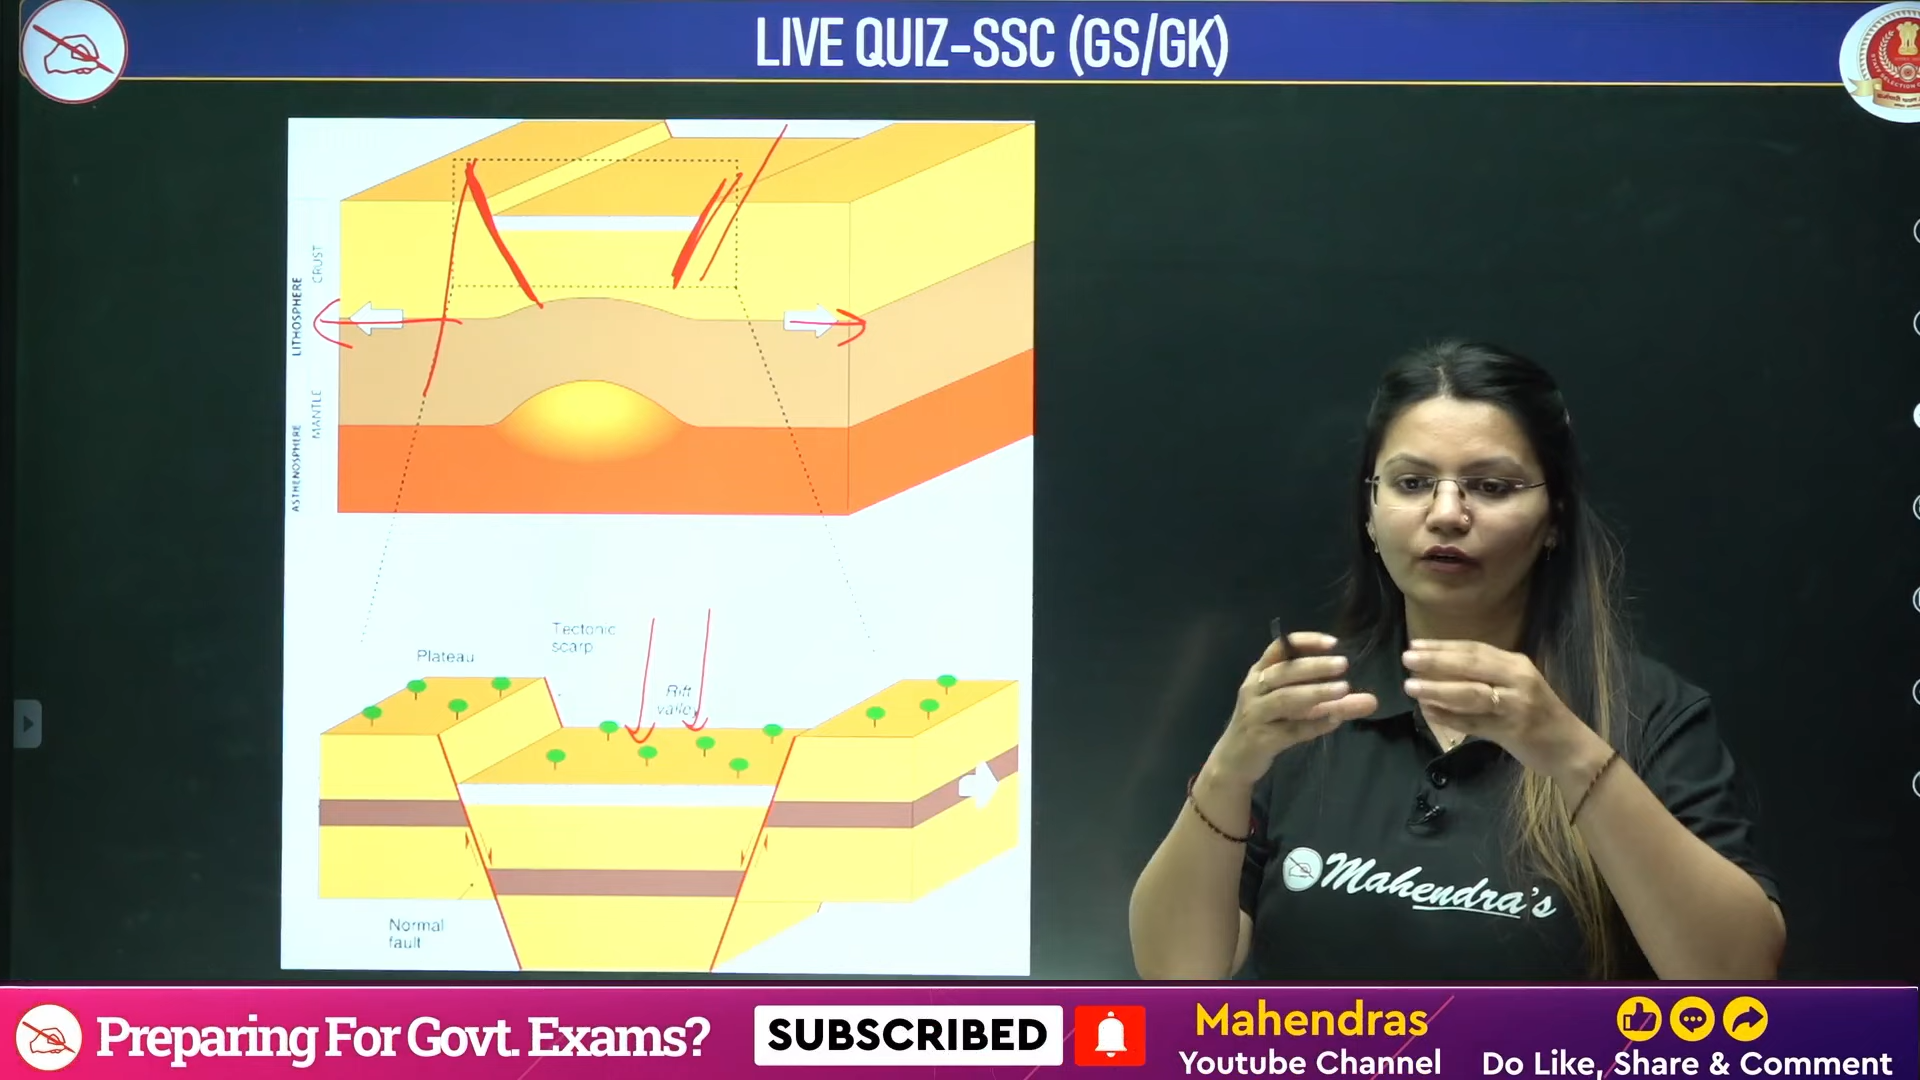 LIVE QUIZ-SSC (GS/GK)
LITHOSPHERE
CRUST
MANTLE
ASTHENOSPHERE
Plateau
Tectonic
scarp
Rift
valley
Normal
fault
Mahendra's
Preparing For Govt. Exams?
SUBSCRIBED
Mahendras
Youtube Channel
Do Like, Share & Comment